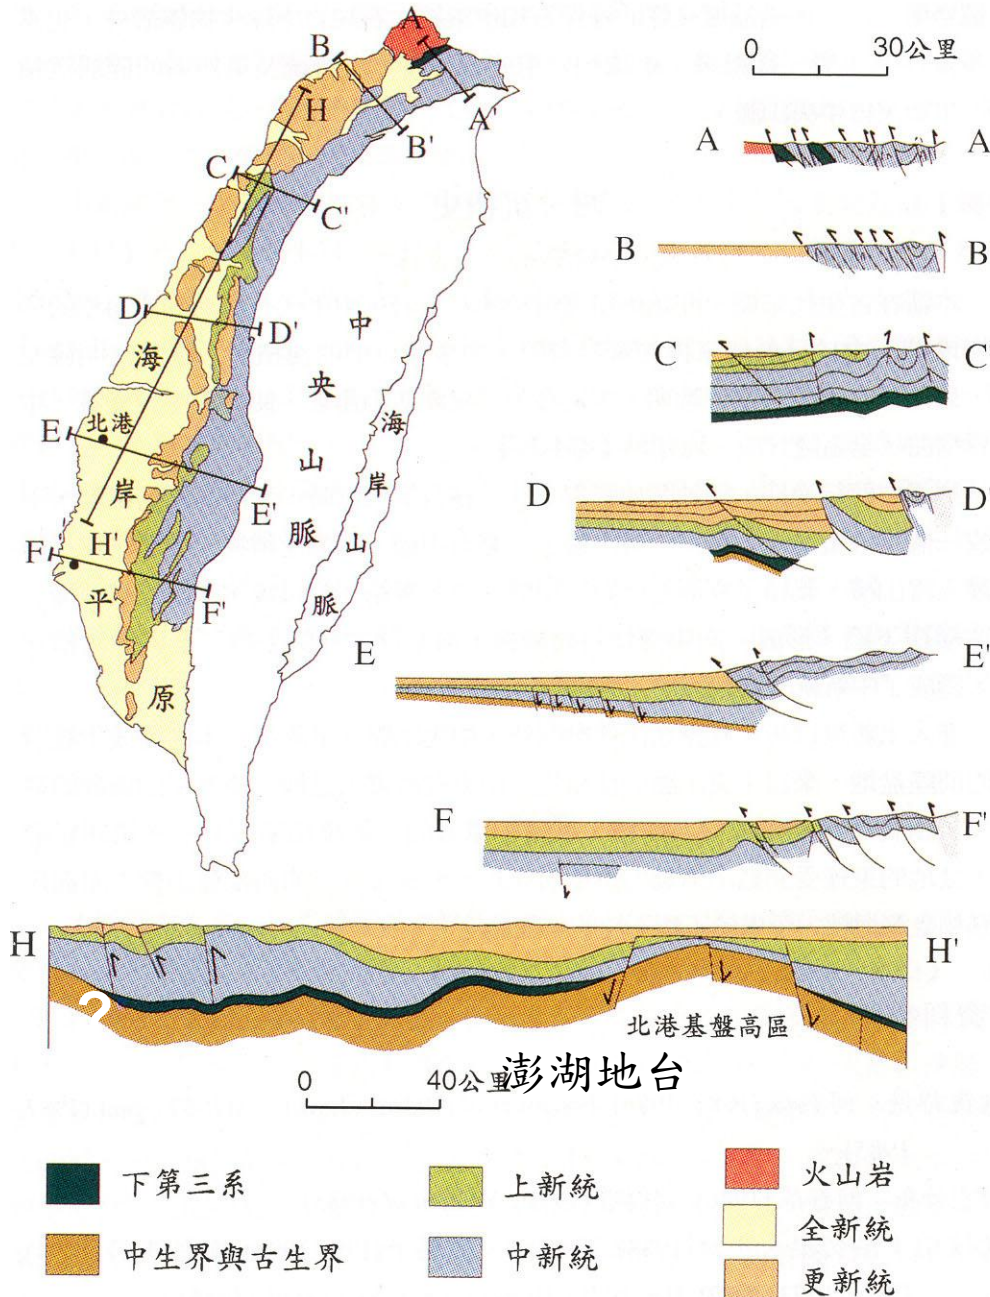 A
B
0 30公里
H
A'
B'
A A
C
C'
B B
D
D'
中
海
央
C C
E
北港
山
海
岸
岸
E'
脈
山
D D'
F
H'
平
F'
脈
E E'
原
F F'
H H'
?
北港基盤高區
0 40公里
澎湖地台
下第三系
上新統
火山岩
中生界與古生界
中新統
全新統
更新統